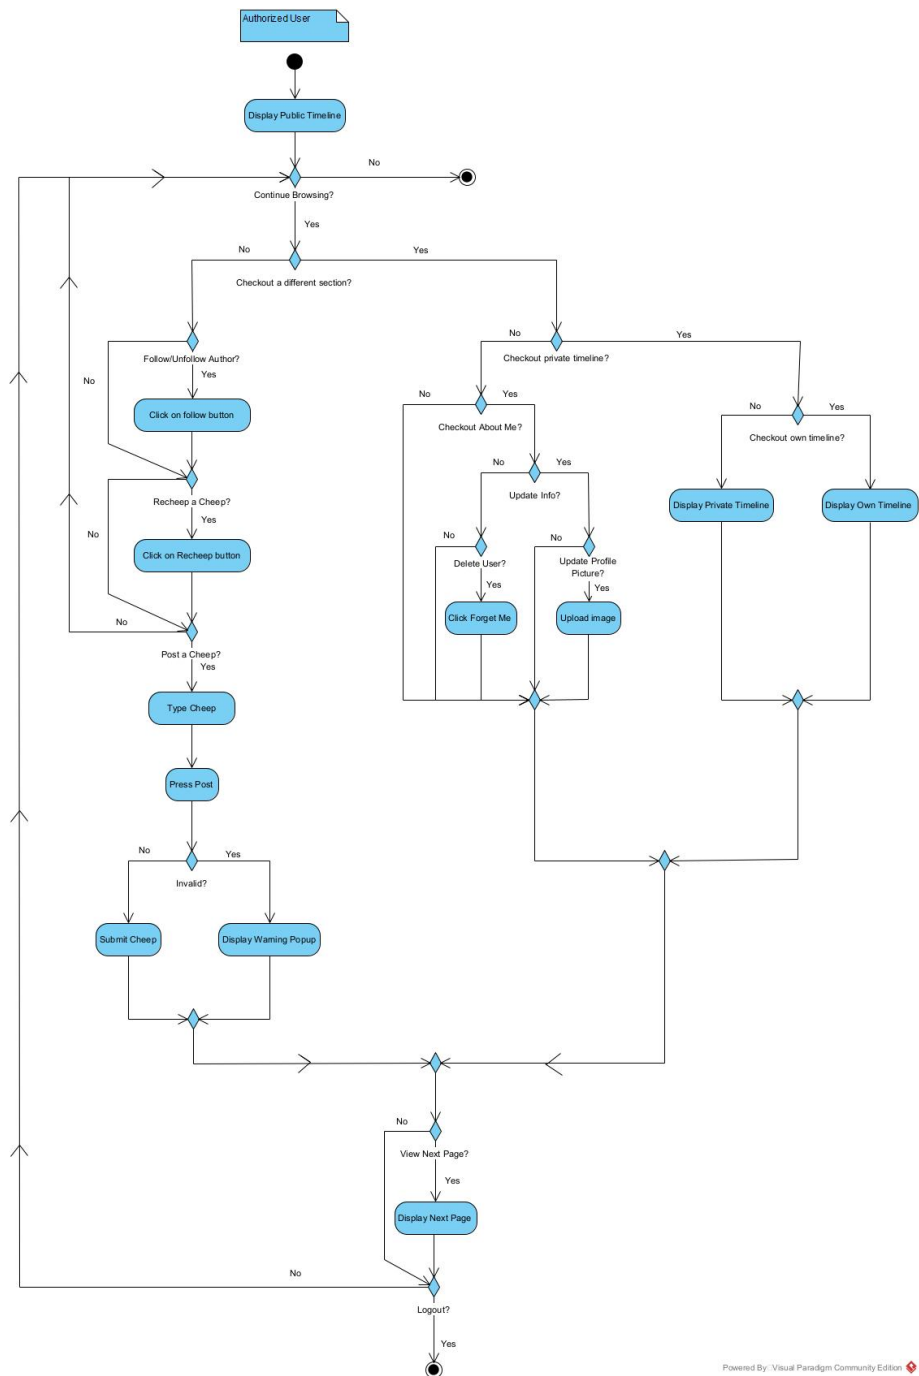 Authorized User
Display Public Timeline
No
Continue Browsing?
Yes
No
Yes
Checkout a different section?
No
Yes
Follow/Unfollow Author?
Checkout private timeline?
Yes
No
No
Yes
No
Yes
Click on follow button
Checkout About Me?
Checkout own timeline?
No
Yes
Recheep a Cheep?
Update Info?
Display Private Timeline
Display Own Timeline
Yes
No
No
No
Click on Recheep button
Delete User?
Update Profile
Picture?
Yes
Yes
Click Forget Me
Upload image
No
Post a Cheep?
Yes
Type Cheep
Press Post
No
Yes
Invalid?
Submit Cheep
Display Warning Popup
No
View Next Page?
Yes
Display Next Page
No
Logout?
Yes
Powered By: Visual Paradigm Community Edition